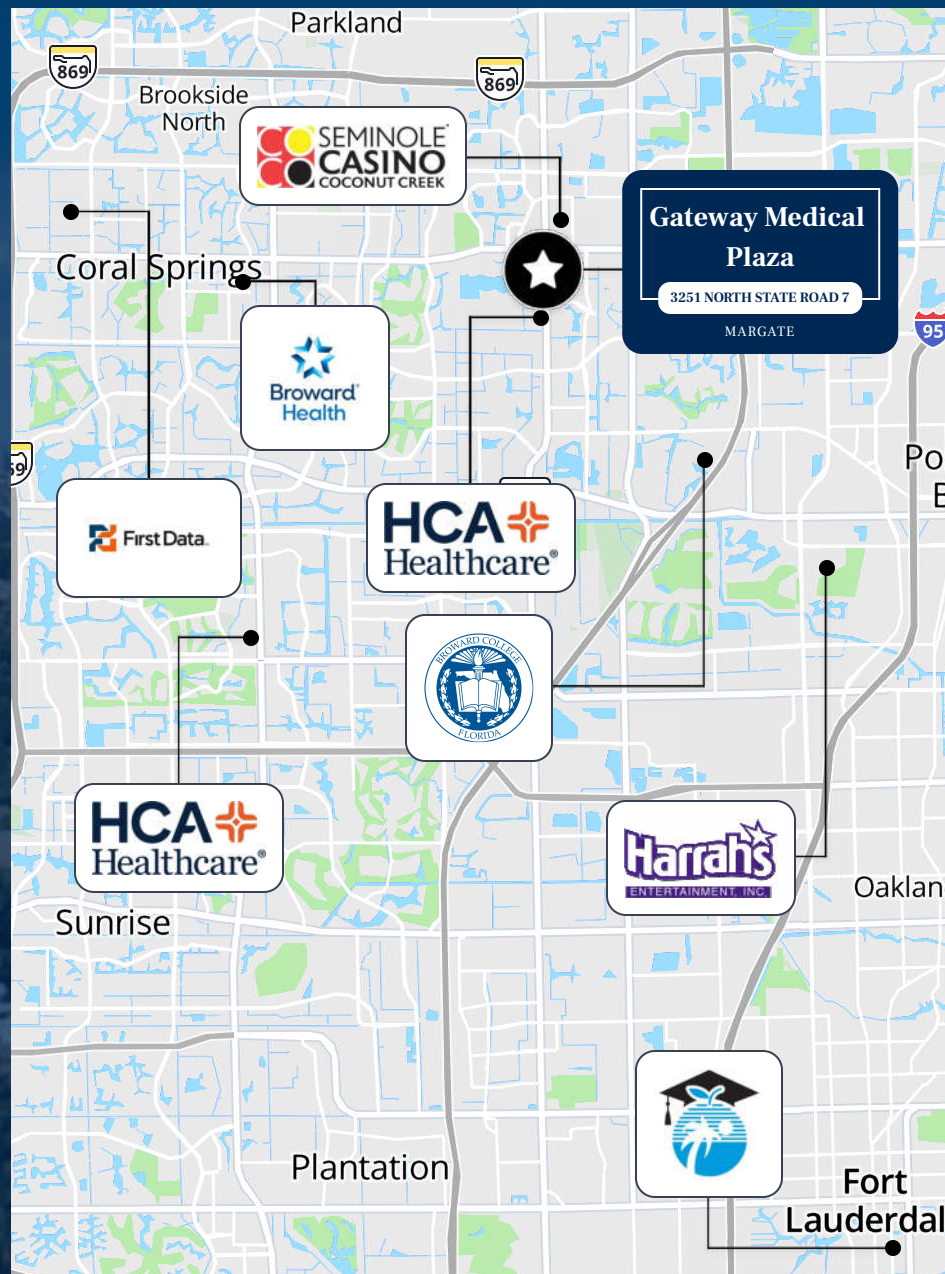 Parkland
869
869
Brookside
North
SEMINOLE
CASINO
COCONUT CREEK
Gateway Medical
Plaza
3251 NORTH STATE ROAD 7
MARGATE
Coral Springs
95
Broward
Health
Po
B
69
First Data.
HCA
Healthcare®
BROWARD COLLEGE
FLORIDA
HCA
Healthcare®
Harrah's
ENTERTAINMENT, INC.
Oaklan
Sunrise
Plantation
Fort
Lauderdal